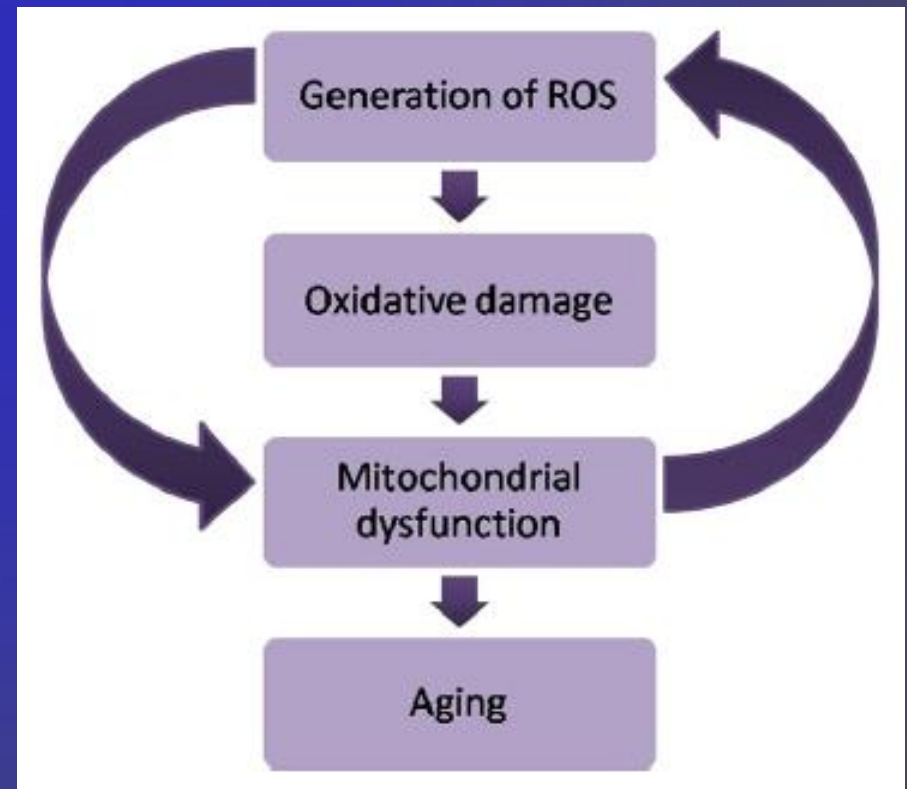 Generation of ROS
Oxidative damage
Mitochondrial
dysfunction
Aging